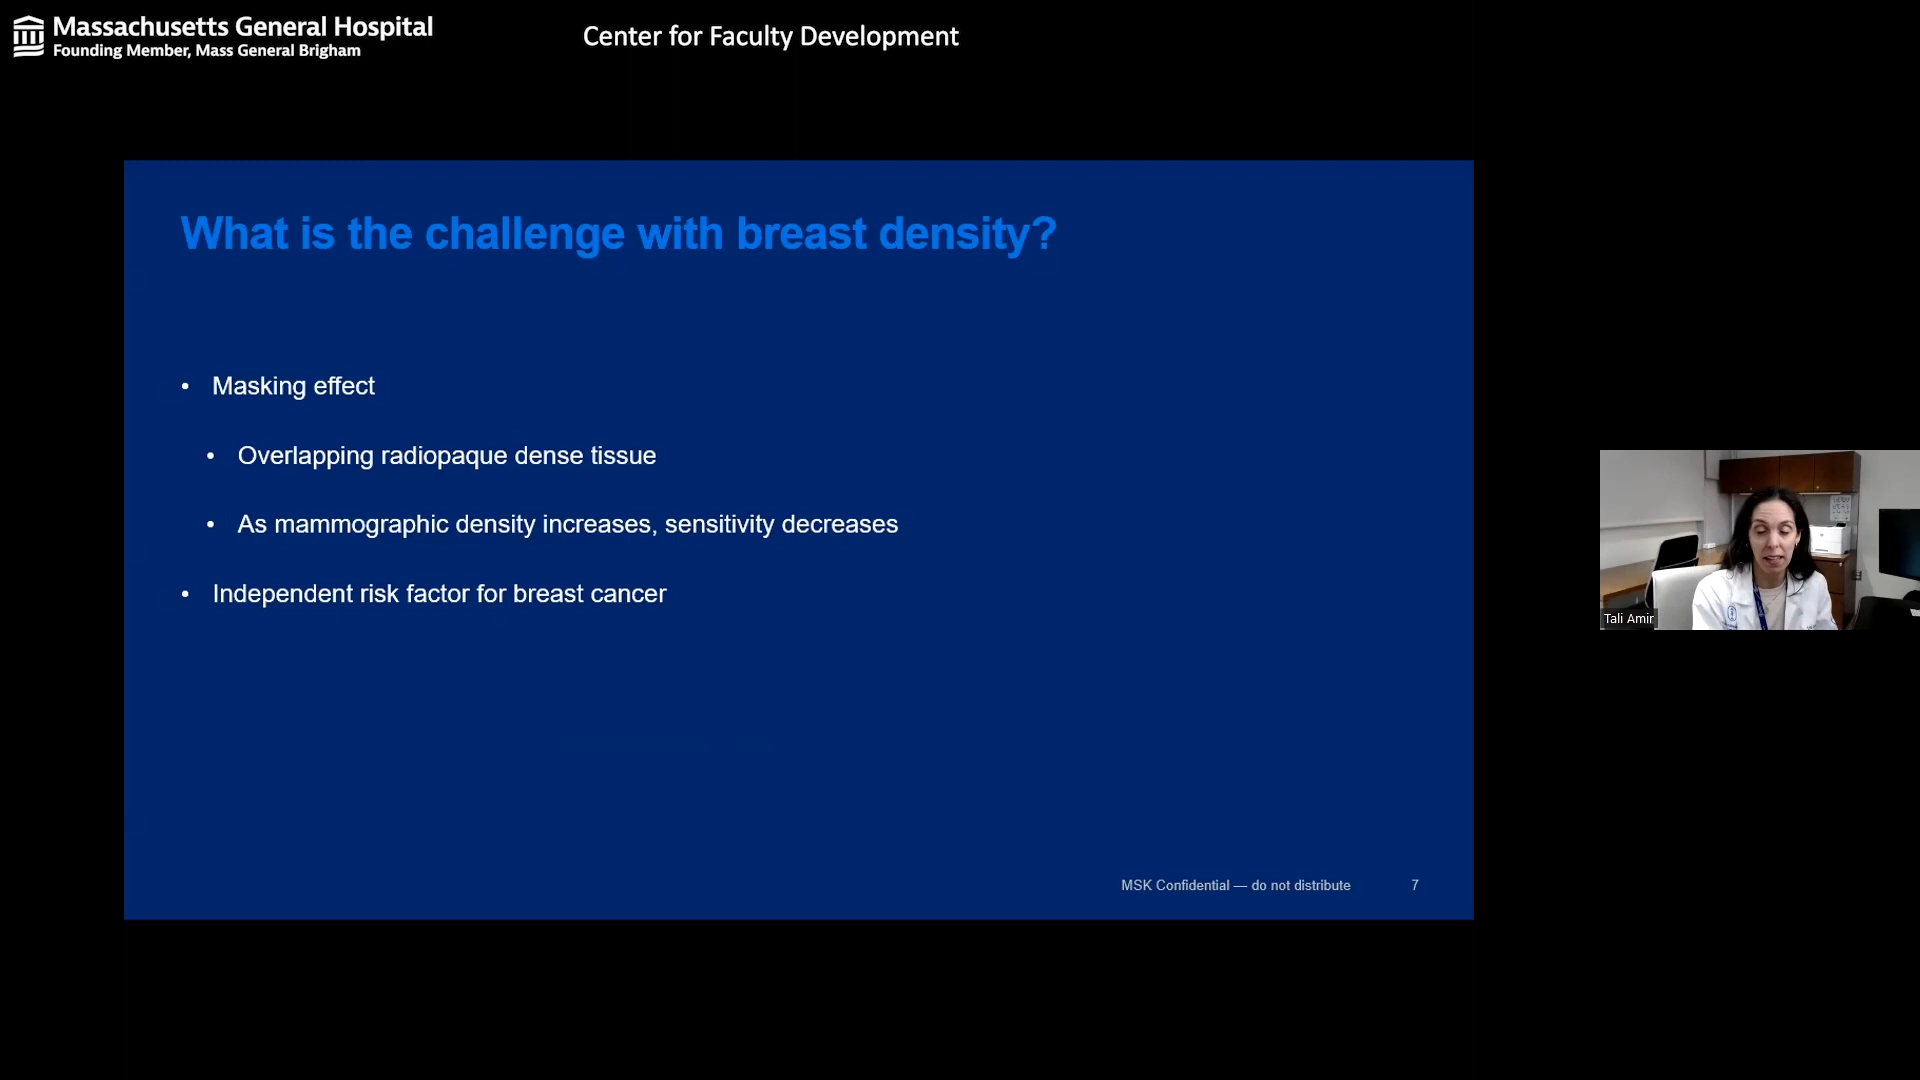 Massachusetts General Hospital
Founding Member, Mass General Brigham
Center for Faculty Development
What is the challenge with breast density?
• Masking effect
• Overlapping radiopaque dense tissue
• As mammographic density increases, sensitivity decreases
• Independent risk factor for breast cancer
MSK Confidential — do not distribute 7
Tali Amir